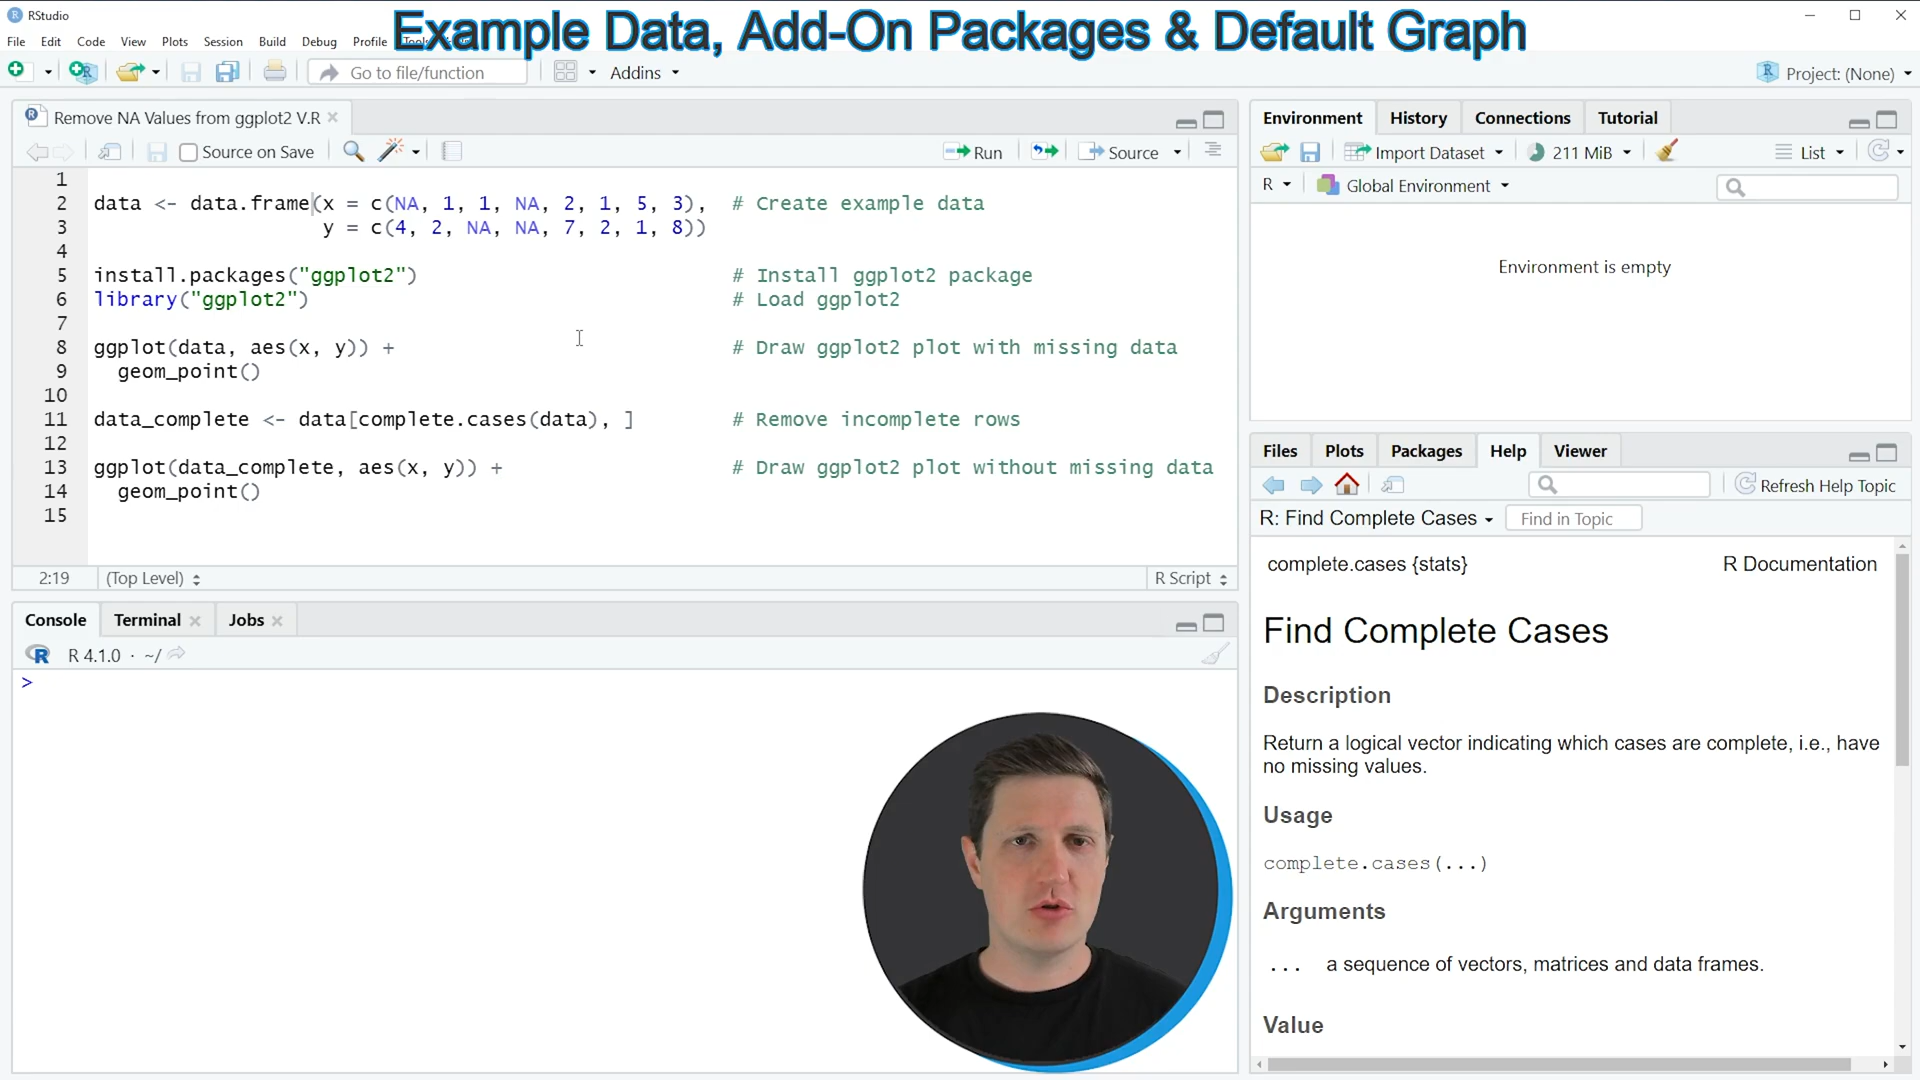 RStudio
Example Data, Add-On Packages & Default Graph
File Edit Code View Plots Session Build Debug Profile
Go to file/function
Addins
Project: (None)
Remove NA Values from ggplot2 V.R
Source on Save
Run
Source
1
2 data <- data.frame(x = c(NA, 1, 1, NA, 2, 1, 5, 3), # Create example data
3 y = c(4, 2, NA, NA, 7, 2, 1, 8))
4
5 install.packages("ggplot2") # Install ggplot2 package
6 library("ggplot2") # Load ggplot2
7
8 ggplot(data, aes(x, y)) + # Draw ggplot2 plot with missing data
9 geom_point()
10
11 data_complete <- data[complete.cases(data), ] # Remove incomplete rows
12
13 ggplot(data_complete, aes(x, y)) + # Draw ggplot2 plot without missing data
14 geom_point()
15
2:19 (Top Level) R Script
Console Terminal Jobs
R 4.1.0 · ~/
>
Environment History Connections Tutorial
Import Dataset 211 MiB List
R Global Environment
Environment is empty
Files Plots Packages Help Viewer
Refresh Help Topic
R: Find Complete Cases Find in Topic
complete.cases {stats} R Documentation
Find Complete Cases
Description
Return a logical vector indicating which cases are complete, i.e., have
no missing values.
Usage
complete.cases(...)
Arguments
... a sequence of vectors, matrices and data frames.
Value